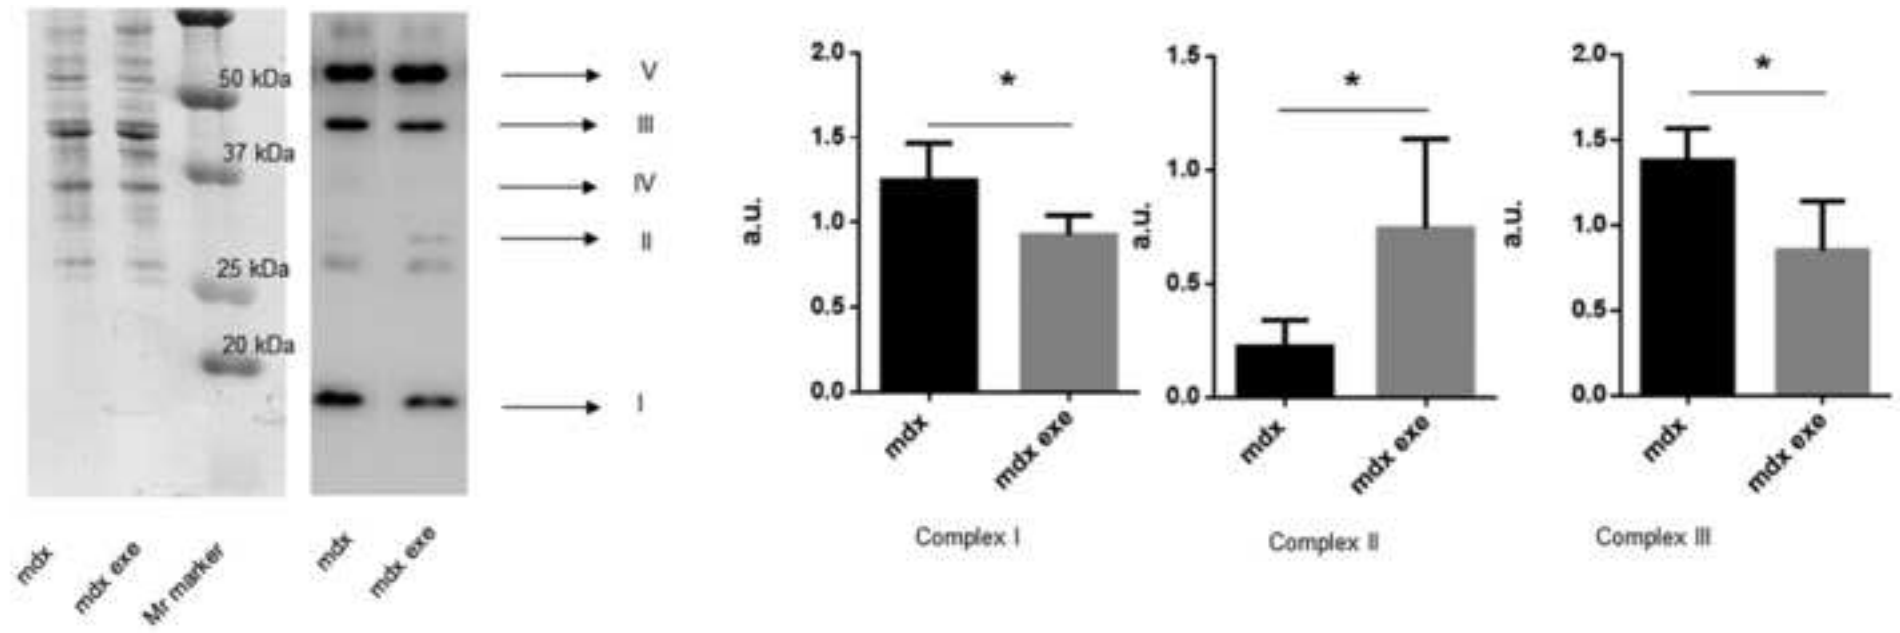 50 kDa
37 kDa
25 kDa
20 kDa
mdx
mdx exe
Mr marker
mdx
mdx exe
V
III
IV
II
I
2.0
1.5
1.0
0.5
0.0
a.u.
*
mdx
mdx exe
Complex I
1.5
1.0
0.5
0.0
a.u.
*
mdx
mdx exe
Complex II
2.0
1.5
1.0
0.5
0.0
a.u.
*
mdx
mdx exe
Complex III